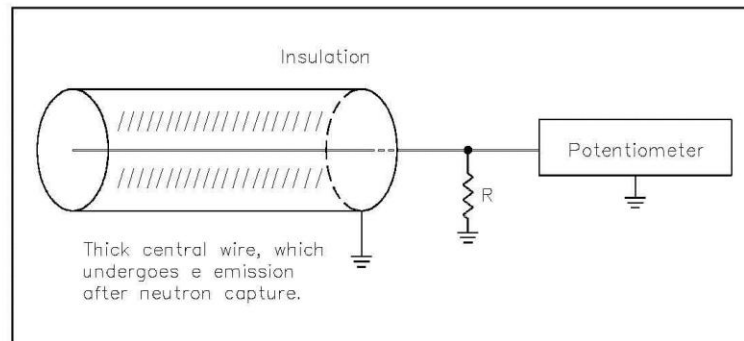 Insulation
Potentiometer
R
Thick central wire, which
undergoes e emission
after neutron capture.